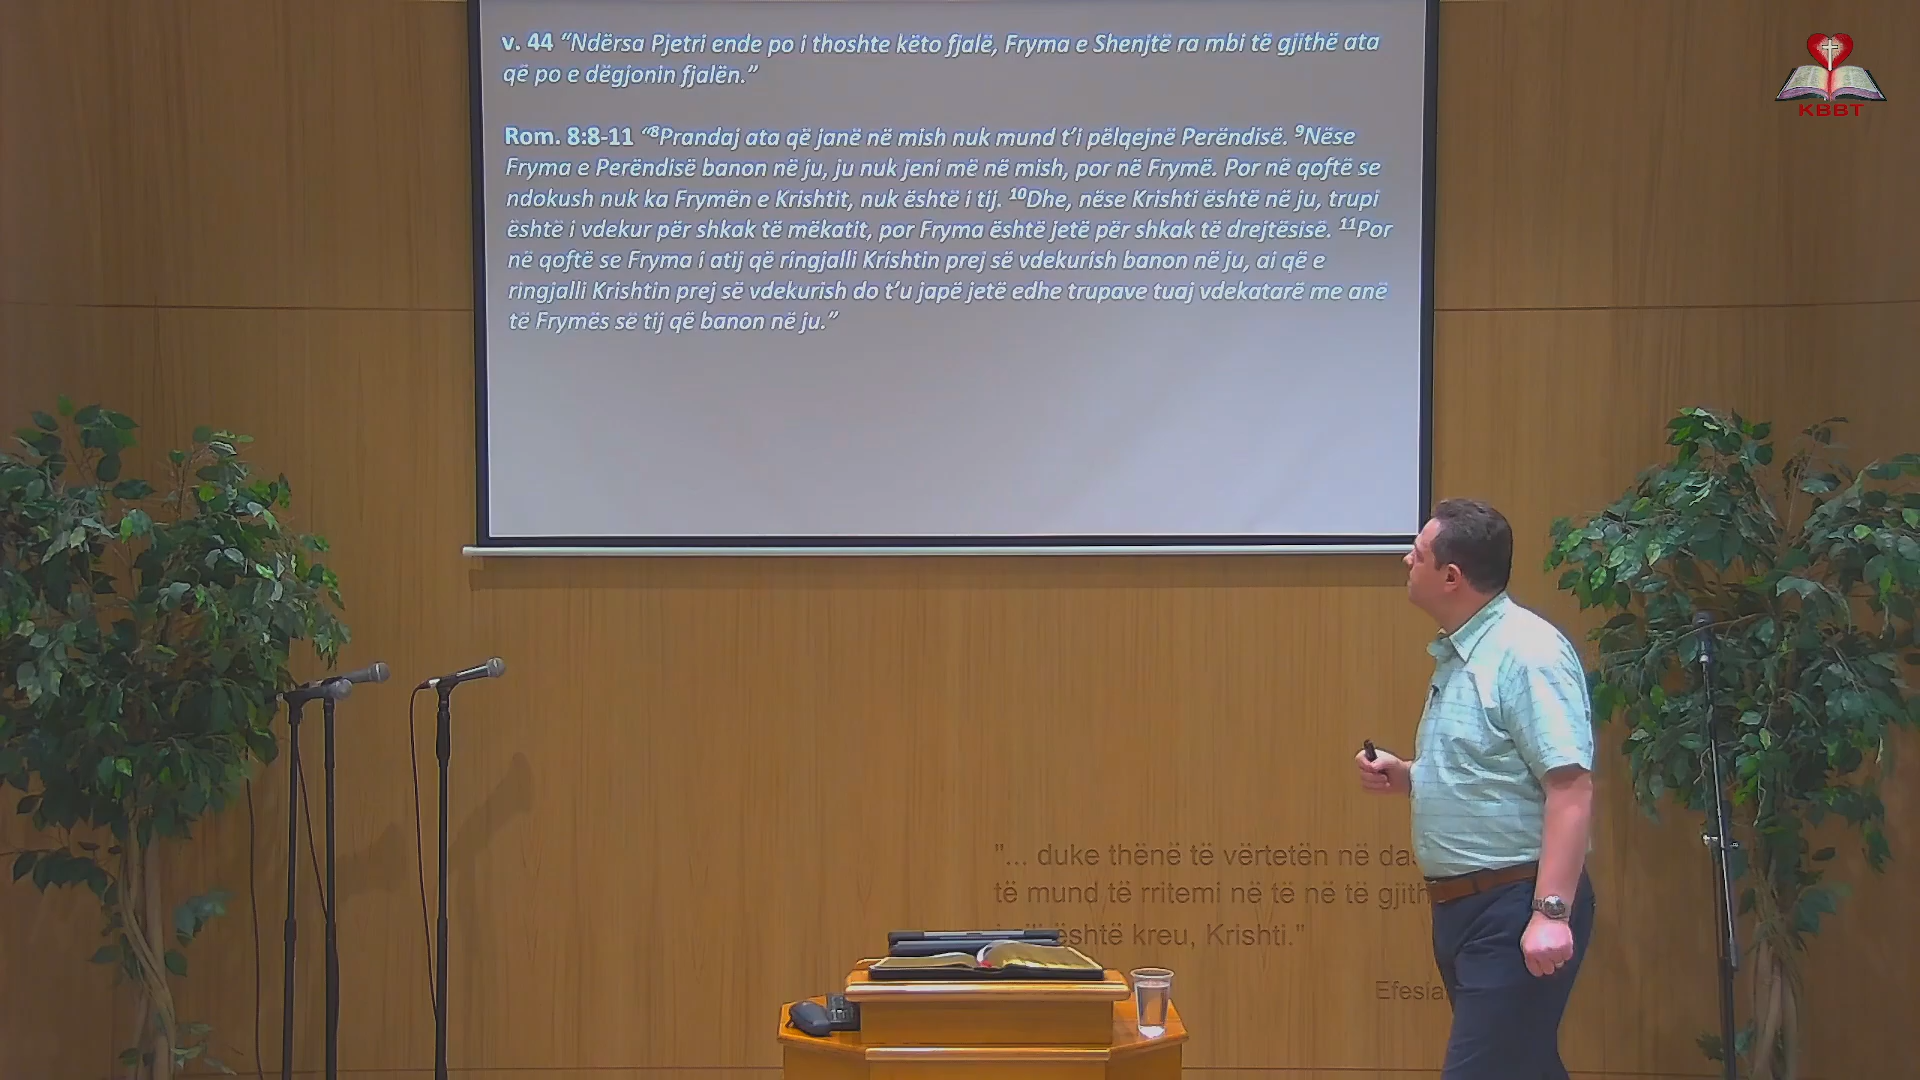 v. 44 “Ndërsa Pjetri ende po i thoshte këto fjalë, Fryma e Shenjtë ra mbi të gjithë ata
që po e dëgjonin fjalën.”
Rom. 8:8-11 “⁸Prandaj ata që janë në mish nuk mund t’i pëlqejnë Perëndisë. ⁹Nëse
Fryma e Perëndisë banon në ju, ju nuk jeni më në mish, por në Frymë. Por në qoftë se
ndokush nuk ka Frymën e Krishtit, nuk është i tij. ¹⁰Dhe, nëse Krishti është në ju, trupi
është i vdekur për shkak të mëkatit, por Fryma është jetë për shkak të drejtësisë. ¹¹Por
në qoftë se Fryma i atij që ringjalli Krishtin prej së vdekurish banon në ju, ai që e
ringjalli Krishtin prej së vdekurish do t’u japë jetë edhe trupave tuaj vdekatarë me anë
të Frymës së tij që banon në ju.”
KBBT
"... duke thënë të vërtetën në
të mund të rritemi në të në të
është kreu, Krishti."